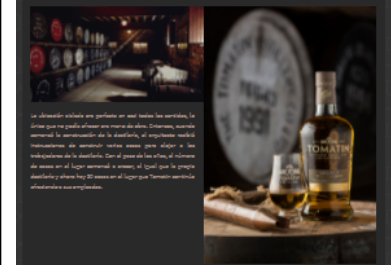 La ubicación aislada era perfecta en casi todos los sentidos, lo
único que no podía ofrecer era mano de obra. Entonces, cuando
comenzó la construcción de la destilería, el arquitecto recibió
instrucciones de construir varias casas para alojar a los
trabajadores de la destilería. Con el paso de los años, el número
de casas en el lugar comenzó a crecer, al igual que la propia
destilería y ahora hay 30 casas en el lugar que Tomatin continúa
ofreciendo a sus empleados.
TOMATIN
1991
TOMATIN